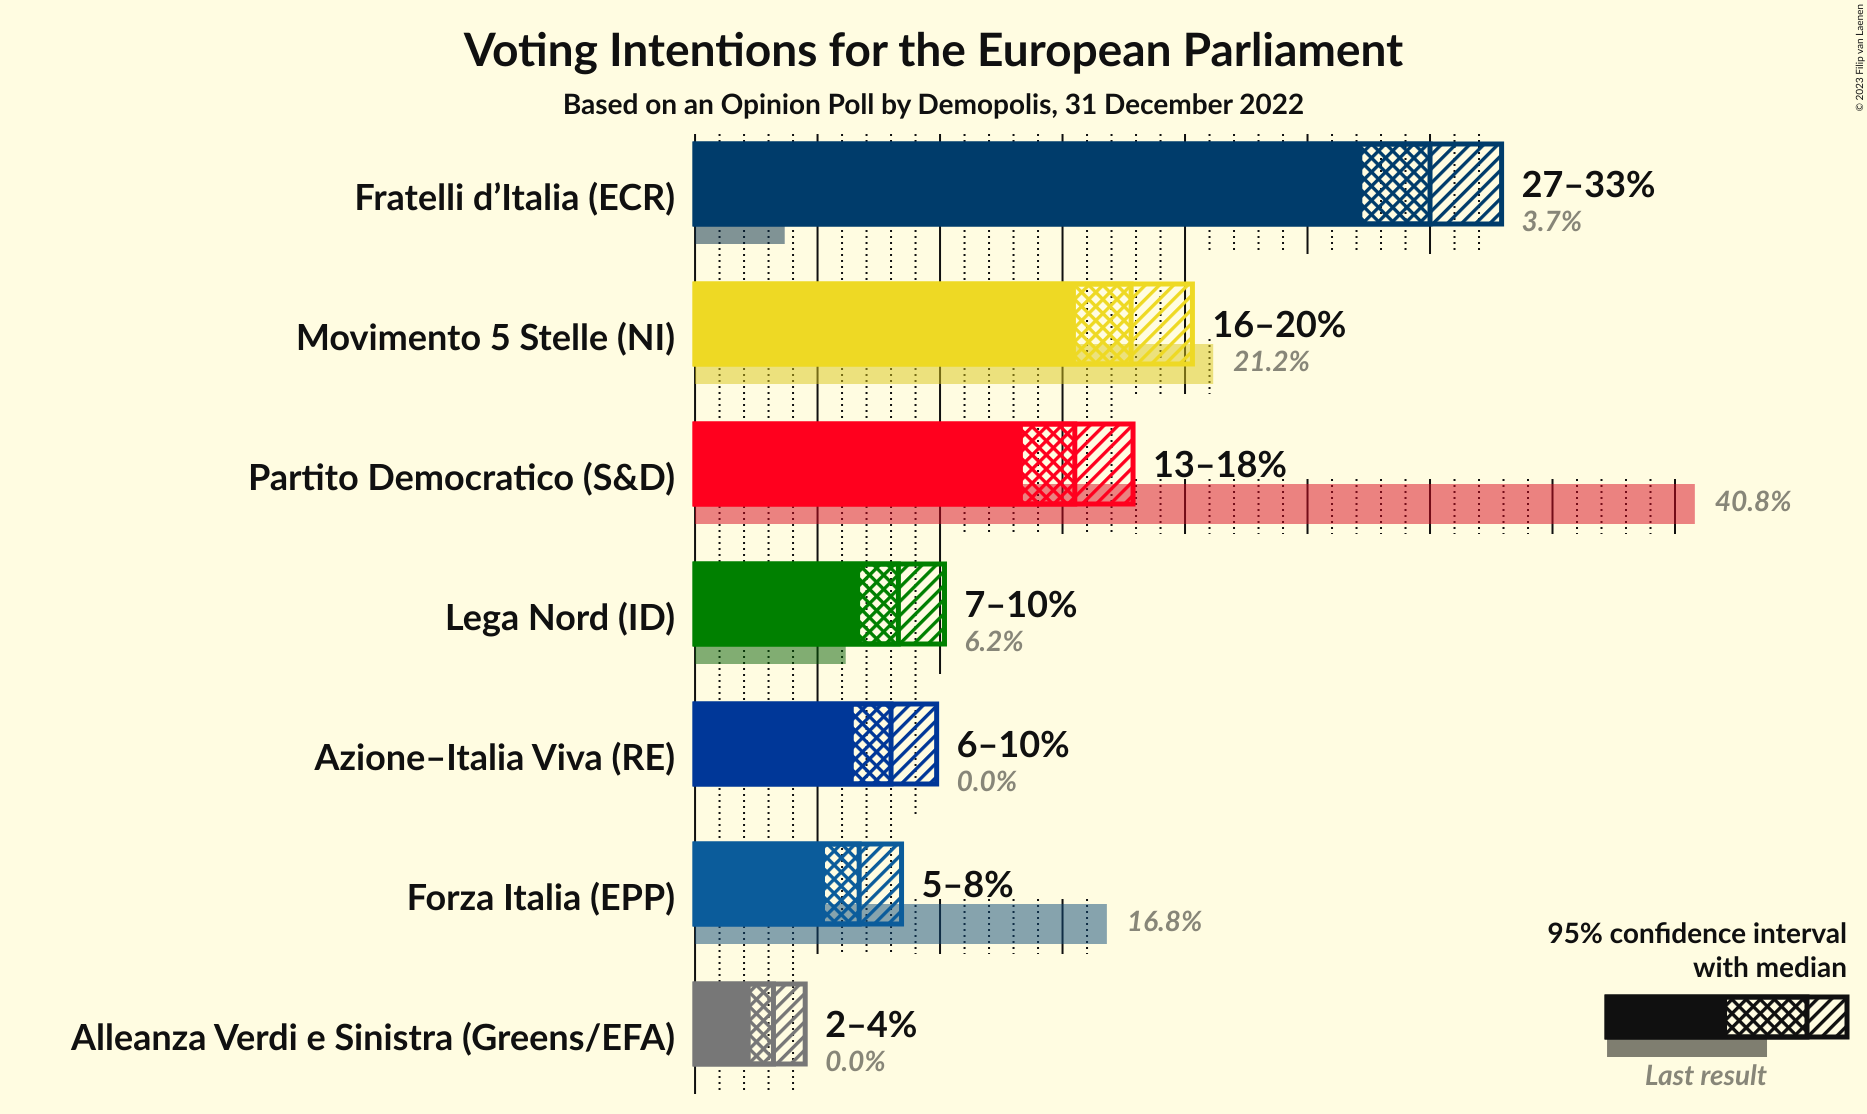 Voting Intentions for the European Parliament
Based on an Opinion Poll by Demopolis, 31 December 2022
© 2023 Filip van Laenen
Fratelli d’Italia (ECR)
27–33%
3.7%
Movimento 5 Stelle (NI)
16–20%
21.2%
Partito Democratico (S&D)
13–18%
40.8%
Lega Nord (ID)
7–10%
6.2%
Azione–Italia Viva (RE)
6–10%
0.0%
Forza Italia (EPP)
5–8%
16.8%
Alleanza Verdi e Sinistra (Greens/EFA)
2–4%
0.0%
95% confidence interval
with median
Last result